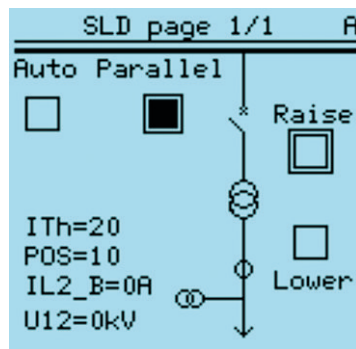 SLD page 1/1 A
Auto Parallel
Raise
ITh=20
POS=10
IL2_B=0A
Lower
U12=0kV